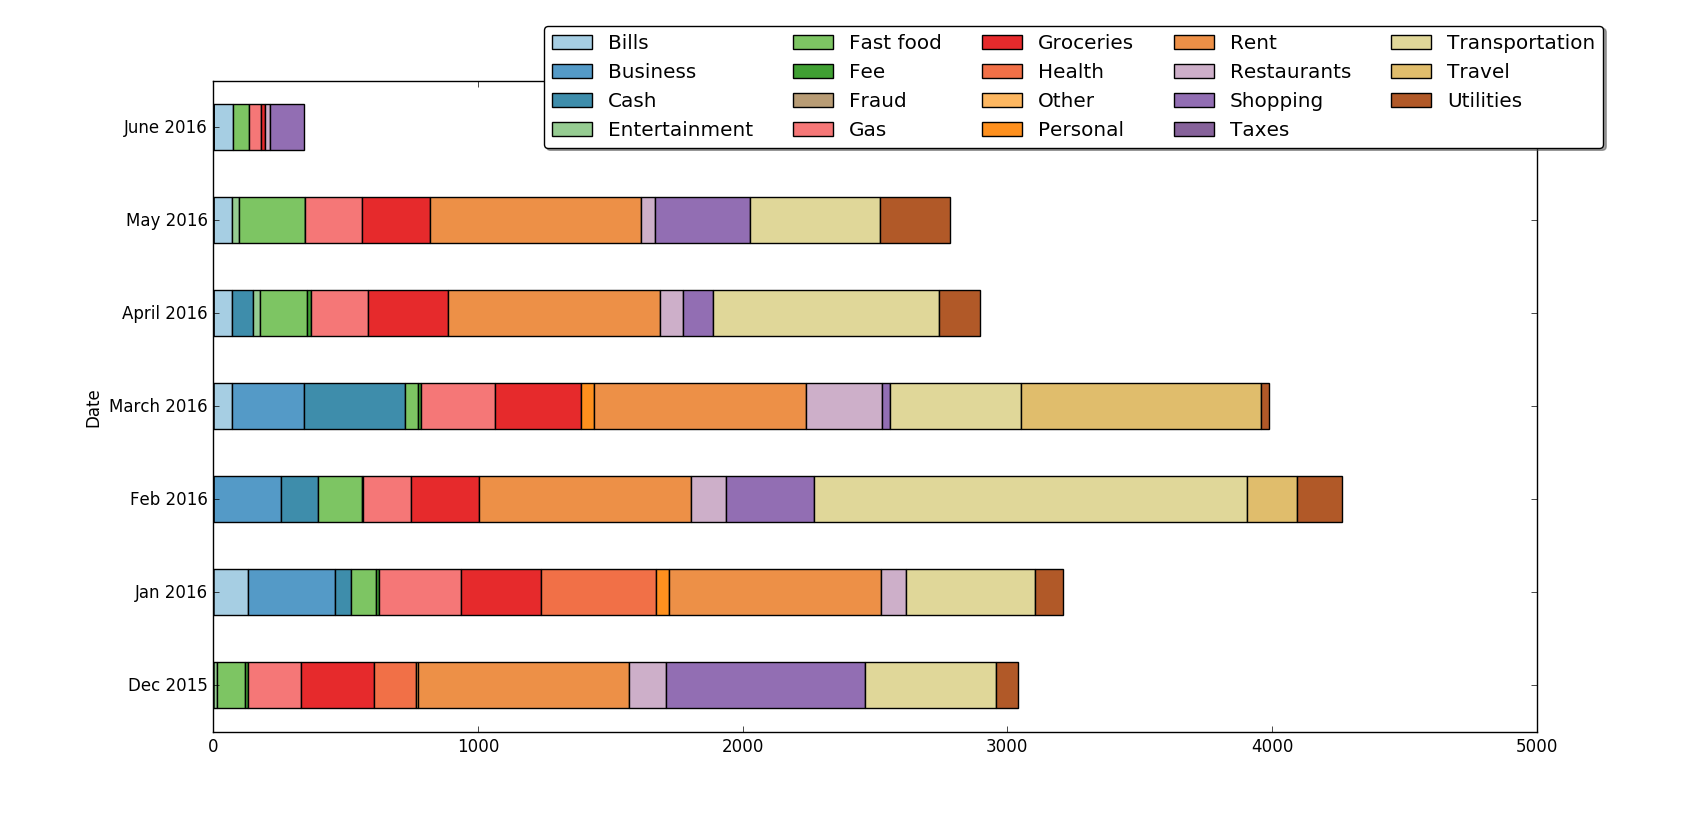 Bills
Business
Cash
Entertainment
Fast food
Fee
Fraud
Gas
Groceries
Health
Other
Personal
Rent
Restaurants
Shopping
Taxes
Transportation
Travel
Utilities
Date
June 2016
May 2016
April 2016
March 2016
Feb 2016
Jan 2016
Dec 2015
0 1000 2000 3000 4000 5000